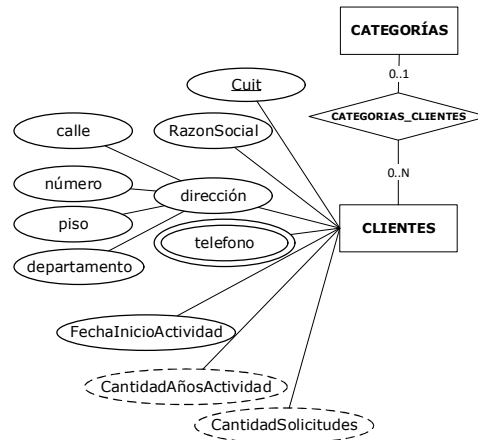 CATEGORÍAS
0..1
Cuit
CATEGORIAS_CLIENTES
calle
RazonSocial
0..N
número
dirección
piso
CLIENTES
telefono
departamento
FechaInicioActividad
CantidadAñosActividad
CantidadSolicitudes